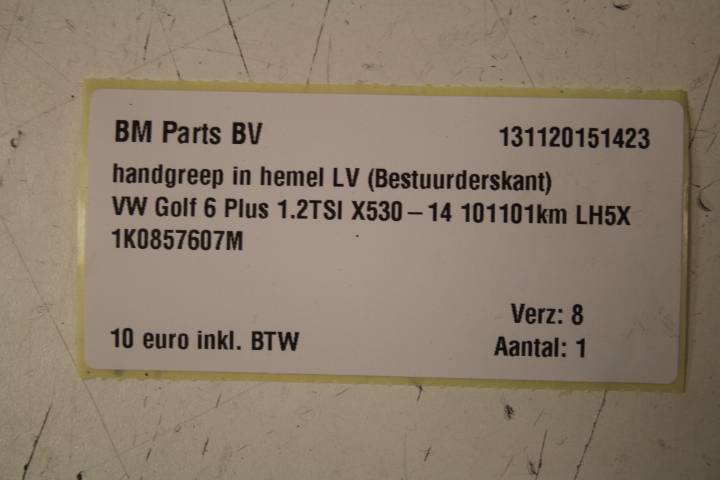 BM Parts BV 131120151423
handgreep in hemel LV (Bestuurderskant)
VW Golf 6 Plus 1.2TSI X530 – 14 101101km LH5X
1K0857607M
Verz: 8
10 euro inkl. BTW Aantal: 1